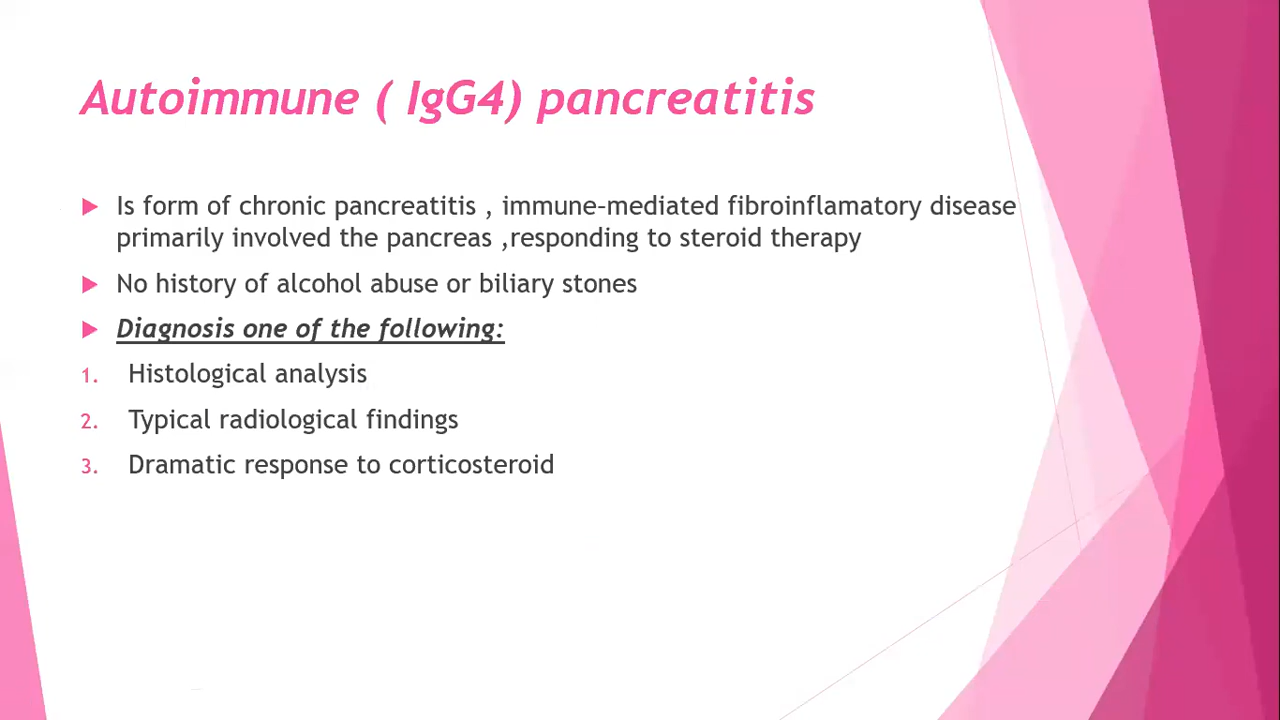 Autoimmune ( IgG4) pancreatitis
Is form of chronic pancreatitis , immune-mediated fibroinflamatory disease
primarily involved the pancreas ,responding to steroid therapy
No history of alcohol abuse or biliary stones
Diagnosis one of the following:
1. Histological analysis
2. Typical radiological findings
3. Dramatic response to corticosteroid